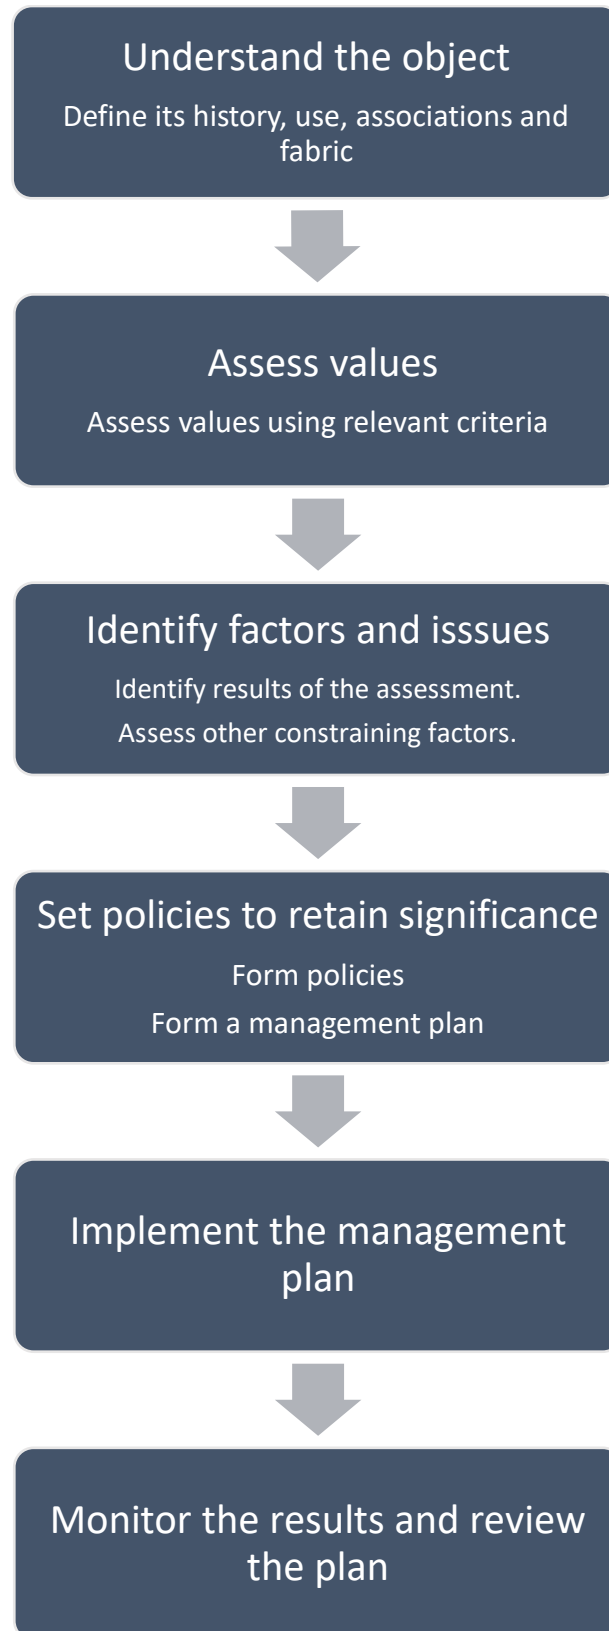 Understand the object
Define its history, use, associations and
fabric
Assess values
Assess values using relevant criteria
Identify factors and isssues
Identify results of the assessment.
Assess other constraining factors.
Set policies to retain significance
Form policies
Form a management plan
Implement the management
plan
Monitor the results and review
the plan